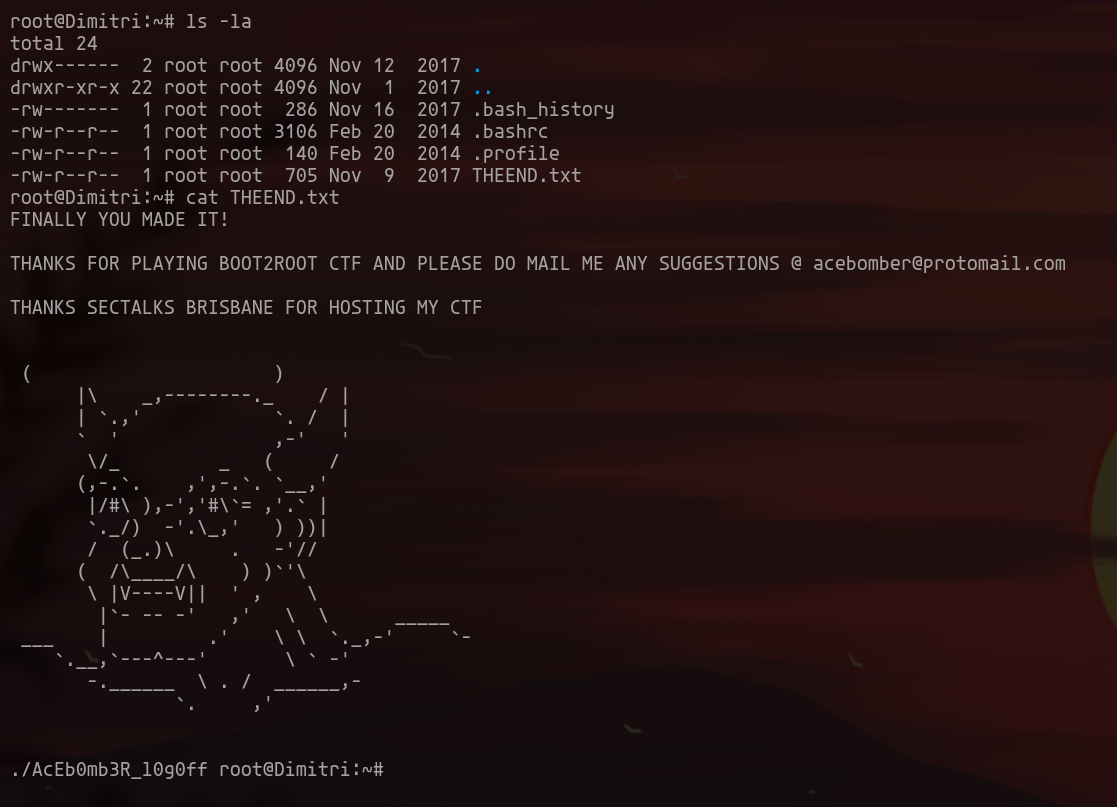 root@Dimitri:~# ls -la
total 24
drwx------  2 root root 4096 Nov 12  2017 .
drwxr-xr-x 22 root root 4096 Nov  1  2017 ..
-rw-------  1 root root  286 Nov 16  2017 .bash_history
-rw-r--r--  1 root root 3106 Feb 20  2014 .bashrc
-rw-r--r--  1 root root  140 Feb 20  2014 .profile
-rw-r--r--  1 root root  705 Nov  9  2017 THEEND.txt
root@Dimitri:~# cat THEEND.txt
FINALLY YOU MADE IT!
THANKS FOR PLAYING BOOT2ROOT CTF AND PLEASE DO MAIL ME ANY SUGGESTIONS @ acebomber@protomail.com
THANKS SECTALKS BRISBANE FOR HOSTING MY CTF
 (                      )
      |\    _,--------._    / |
      | `.,'            `. /  |
      `  '              ,-'   '
       \/_         _   (     /
      (,-.`.    ,',-.`. `__,'
       |/#\ ),-','#\`= ,'.` |
       `._/)  -'.\_,'   ) ))|
       /  (_.)\     .   -'//
      (  /\____/\    ) )`'\
       \ |V----V||  ' ,    \
        |`- -- -'   ,'   \  \      _____
 ___    |         .'     \ \  `._,-'     `-
    `.__,`---^---'       \ ` -'
       -.______  \ . /  ______,-
               `.     ,'
./AcEb0mb3R_l0g0ff root@Dimitri:~#